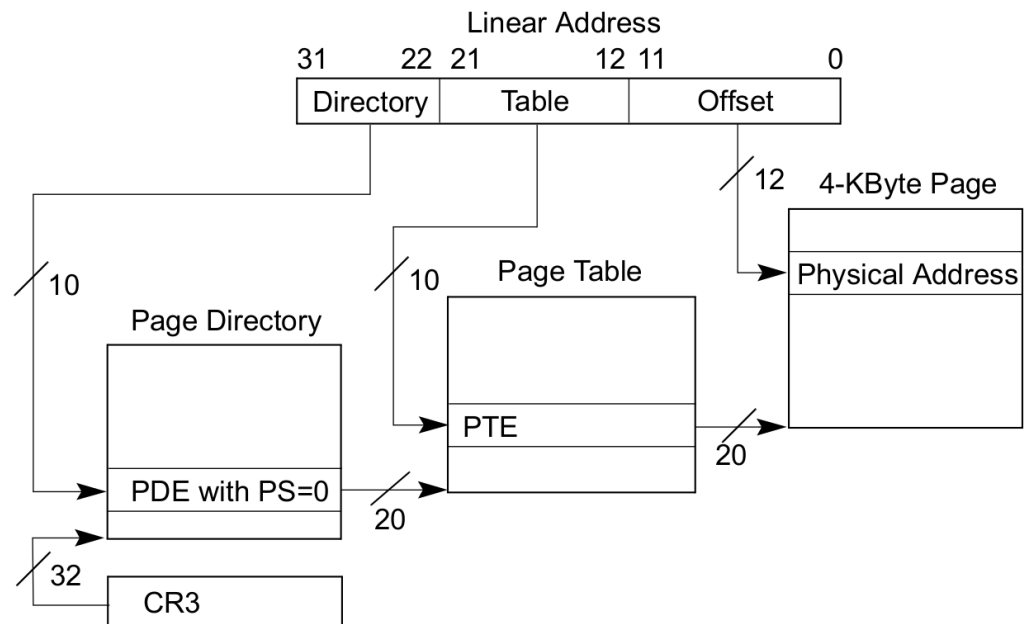 Linear Address
31 22 21 12 11 0
Directory Table Offset
12
4-KByte Page
Physical Address
10
10
Page Table
Page Directory
PTE
20
PDE with PS=0
20
32
CR3